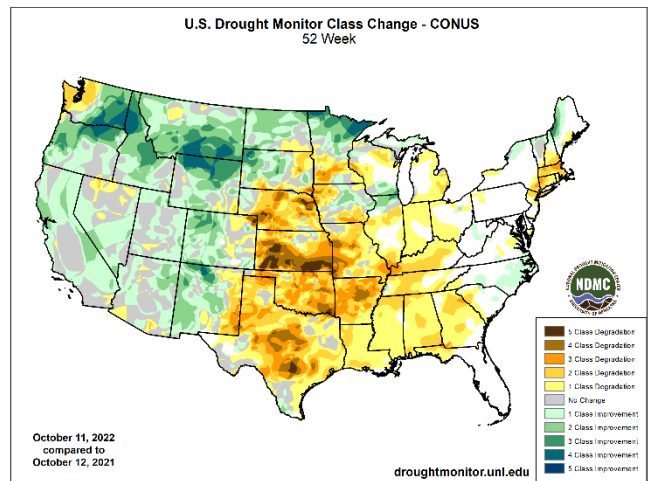 U.S. Drought Monitor Class Change - CONUS
52 Week
NDMC
5 Class Degradation
4 Class Degradation
3 Class Degradation
2 Class Degradation
1 Class Degradation
No Change
1 Class Improvement
2 Class Improvement
3 Class Improvement
4 Class Improvement
5 Class Improvement
October 11, 2022
compared to
October 12, 2021
droughtmonitor.unl.edu